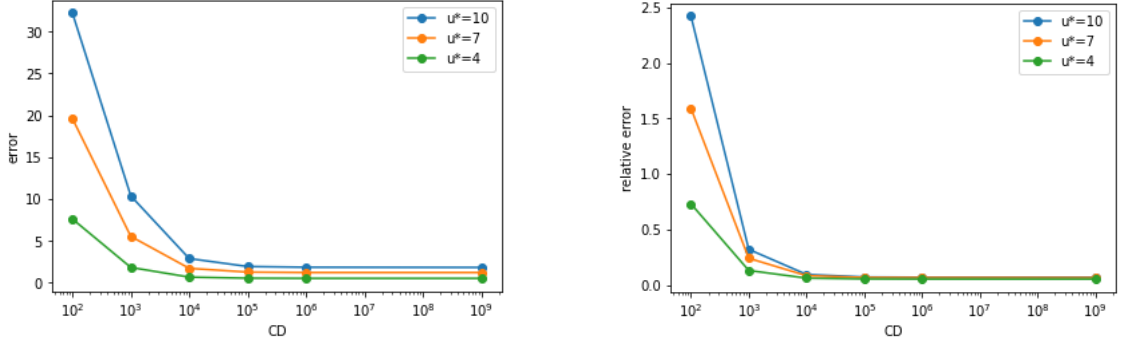 30
25
20
15
10
5
0
error
10²
10³
10⁴
10⁵
10⁶
10⁷
10⁸
10⁹
CD
u*=10
u*=7
u*=4
2.5
2.0
1.5
1.0
0.5
0.0
relative error
10²
10³
10⁴
10⁵
10⁶
10⁷
10⁸
10⁹
CD
u*=10
u*=7
u*=4